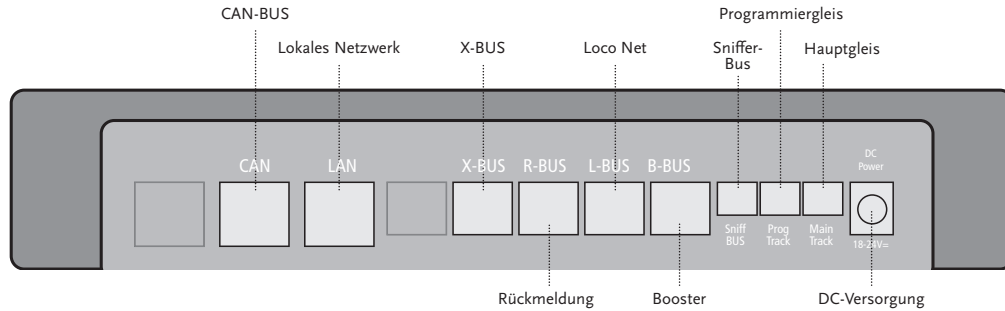 CAN-BUS
Programmiergleis
Lokales Netzwerk
X-BUS
Loco Net
Sniffer-
Bus
Hauptgleis
CAN
LAN
X-BUS
R-BUS
L-BUS
B-BUS
DC
Power
Sniff
BUS
Prog
Track
Main
Track
18-24V=
Rückmeldung
Booster
DC-Versorgung